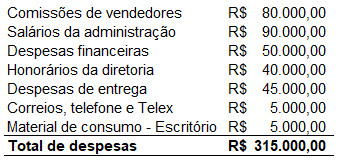 Comissões de vendedores R$ 80.000,00
Salários da administração R$ 90.000,00
Despesas financeiras R$ 50.000,00
Honorários da diretoria R$ 40.000,00
Despesas de entrega R$ 45.000,00
Correios, telefone e Telex R$ 5.000,00
Material de consumo - Escritório R$ 5.000,00
Total de despesas R$ 315.000,00